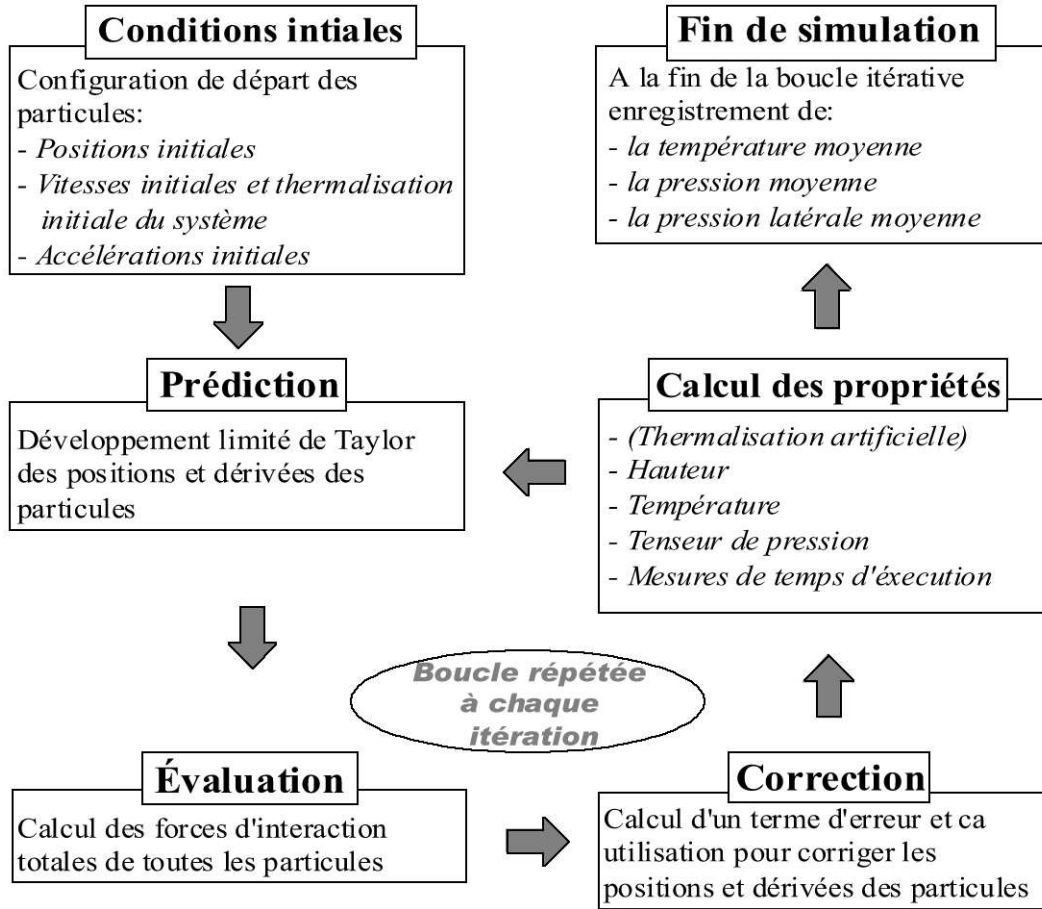 Conditions intiales
Configuration de départ des
particules:
- Positions initiales
- Vitesses initiales et thermalisation
initiale du système
- Accélérations initiales
Prédiction
Développement limité de Taylor
des positions et dérivées des
particules
Évaluation
Calcul des forces d'interaction
totales de toutes les particules
Correction
Calcul d'un terme d'erreur et ca
utilisation pour corriger les
positions et dérivées des particules
Calcul des propriétés
- (Thermalisation artificielle)
- Hauteur
- Température
- Tenseur de pression
- Mesures de temps d'éxecution
Fin de simulation
A la fin de la boucle itérative
enregistrement de:
- la température moyenne
- la pression moyenne
- la pression latérale moyenne
Boucle répétée
à chaque
itération